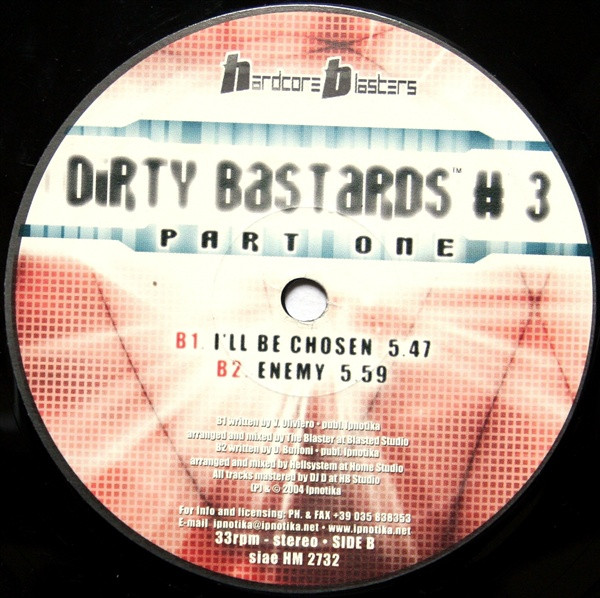 hardcore blasters
DiRTY BaSTaRDS™ # 3
PART ONE
B1. I'LL BE CHOSEN 5.47
B2. ENEMY 5.59
B1 written by V. Oliviero • publ. Ipnotika
arranged and mixed by The Blaster at Blasted Studio
B2 written by D. Buffoni • publ. Ipnotika
arranged and mixed by Hellsystem at Home Studio
All tracks mastered by DJ D at HB Studio
(P) & © 2004 Ipnotika
For info and licensing: PH. & FAX +39 035 838353
E-mail ipnotika@ipnotika.net • www.ipnotika.net
33rpm - stereo • SIDE B
siae HM 2732